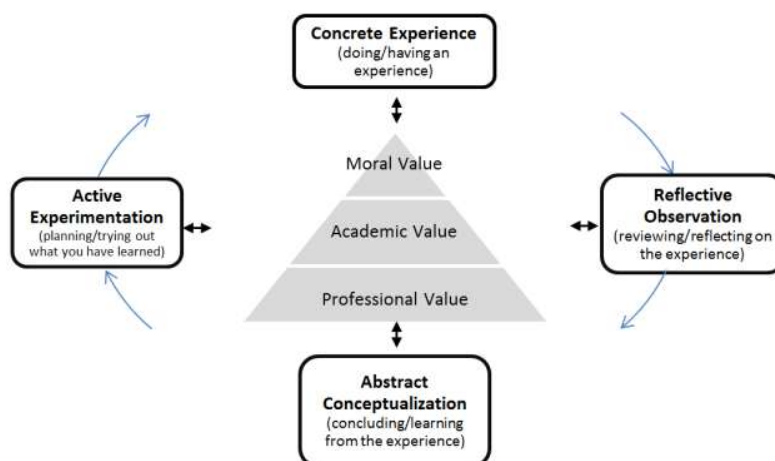 Concrete Experience
(doing/having an
experience)
Moral Value
Active
Experimentation
(planning/trying out
what you have learned)
Academic Value
Reflective
Observation
(reviewing/reflecting on
the experience)
Professional Value
Abstract
Conceptualization
(concluding/learning
from the experience)